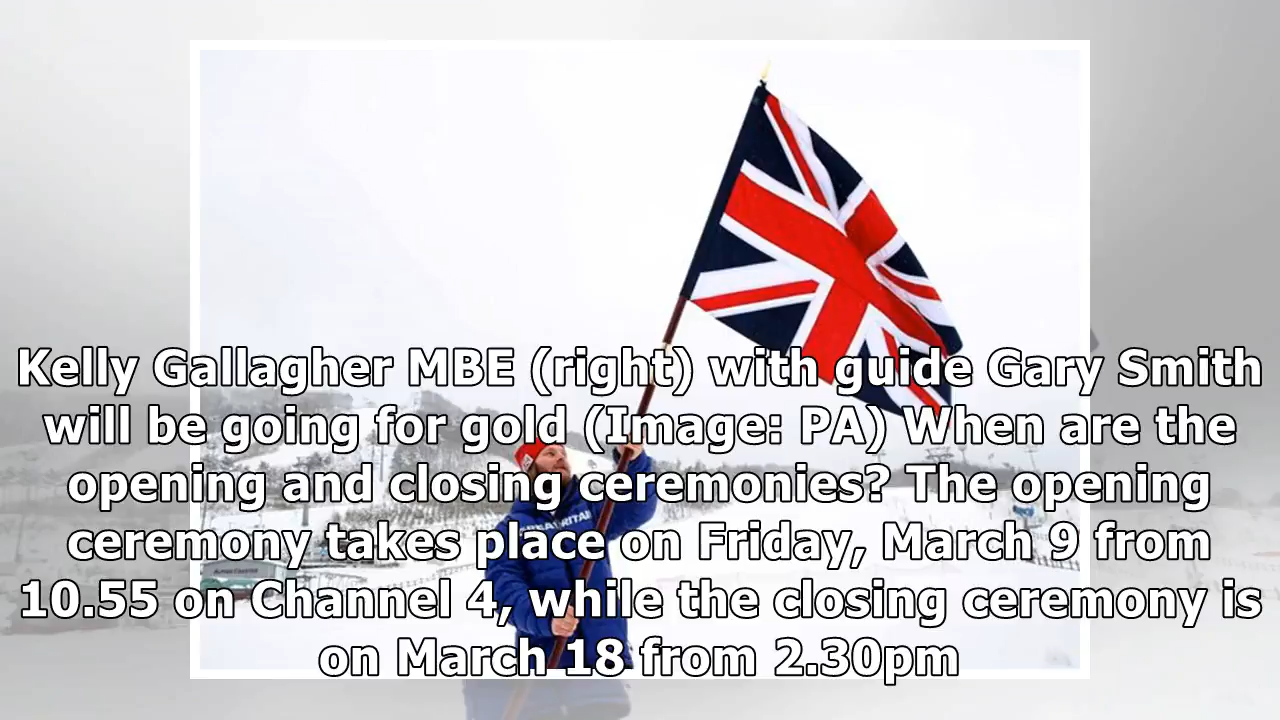 Kelly Gallagher MBE (right) with guide Gary Smith
will be going for gold (Image: PA) When are the
opening and closing ceremonies? The opening
ceremony takes place on Friday, March 9 from
10.55 on Channel 4, while the closing ceremony is
on March 18 from 2.30pm